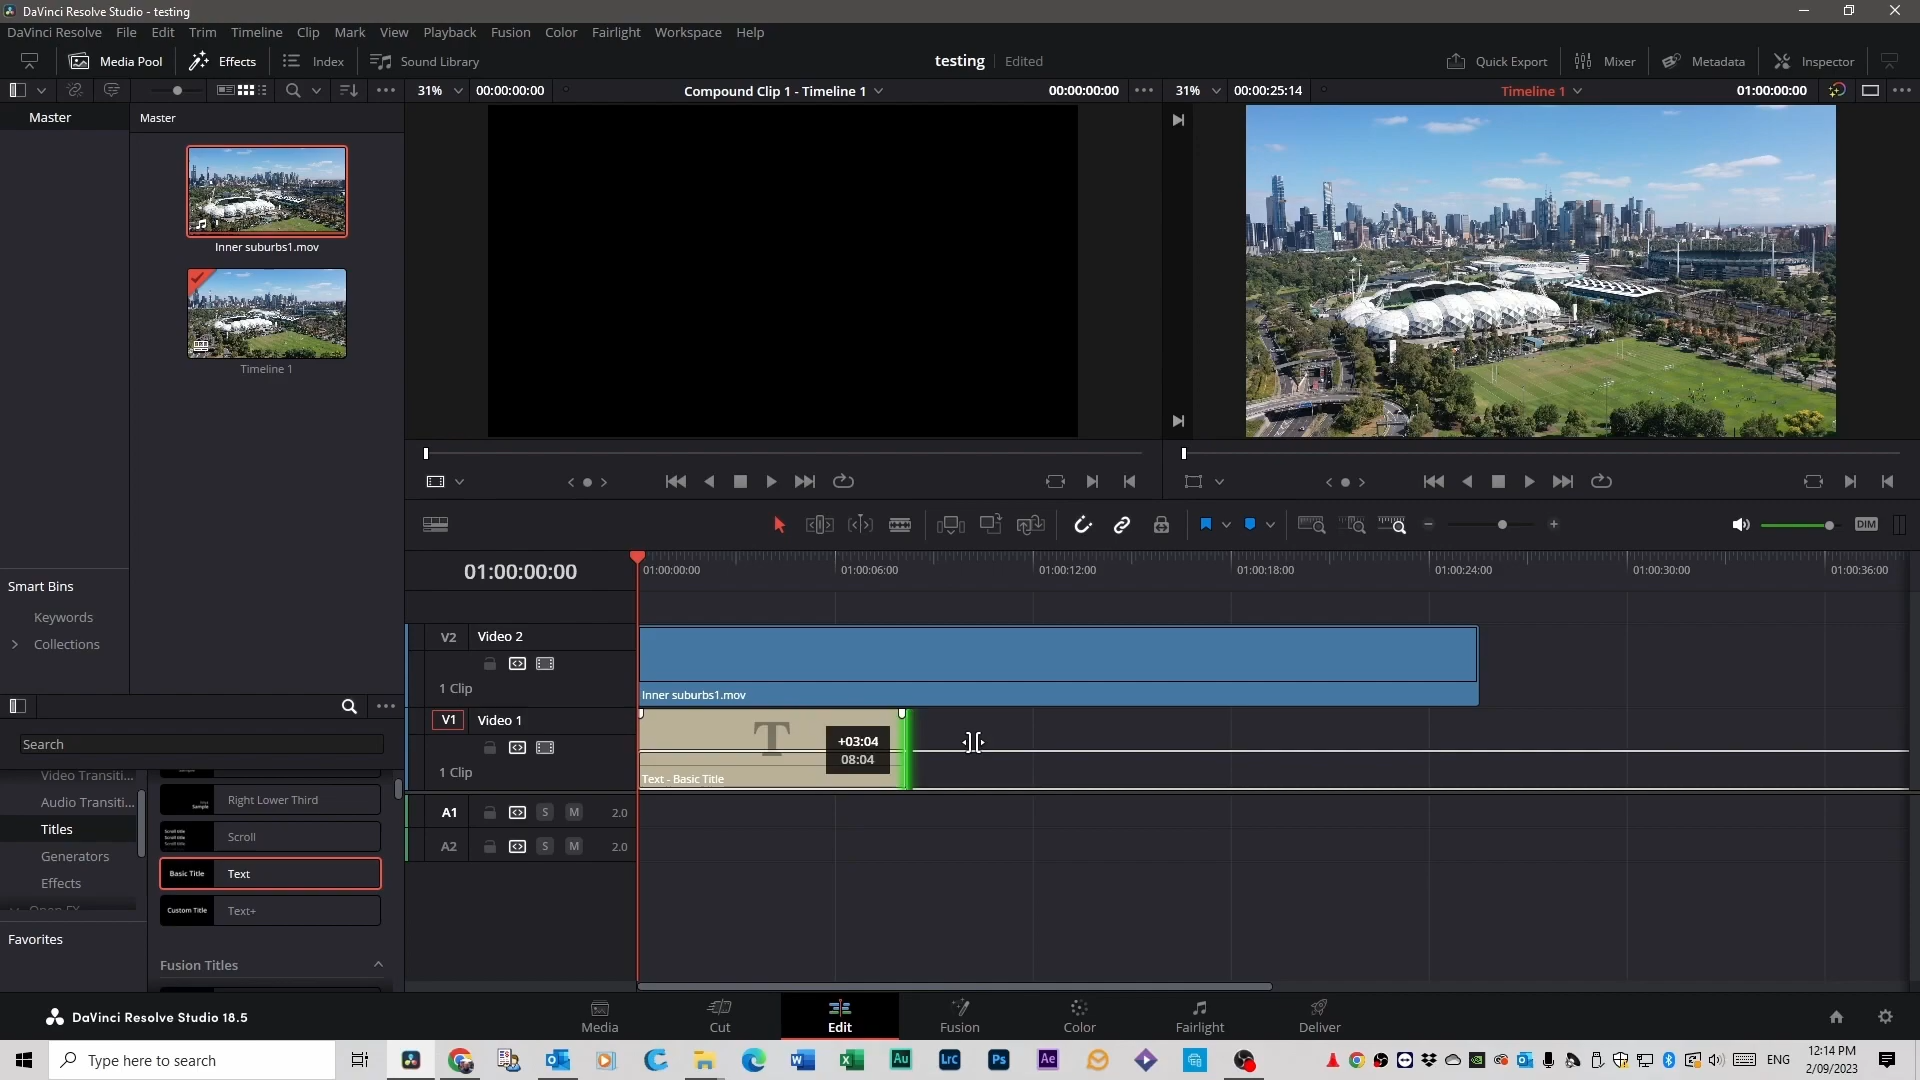 DaVinci Resolve Studio - testing
DaVinci Resolve File Edit Trim Timeline Clip Mark View Playback Fusion Color Fairlight Workspace Help
Media Pool Effects Index Sound Library testing Edited Quick Export Mixer Metadata Inspector
31% 00:00:00:00 Compound Clip 1 - Timeline 1 00:00:00:00 31% 00:00:25:14 Timeline 1 01:00:00:00
Master Master
Inner suburbs1.mov
Timeline 1
DIM
01:00:00:00 01:00:00:00 01:00:06:00 01:00:12:00 01:00:18:00 01:00:24:00 01:00:30:00 01:00:36:00
Smart Bins
Keywords
Collections
V2 Video 2
1 Clip
Inner suburbs1.mov
V1 Video 1
1 Clip
T
+03:04
08:04
Text - Basic Title
A1 S M 2.0
A2 S M 2.0
Search
Video Transiti...
Audio Transiti...
Titles
Generators
Effects
Open FX
Favorites
Right Lower Third
Scroll title Scroll
Basic Title Text
Custom Title Text+
Fusion Titles
DaVinci Resolve Studio 18.5
Media Cut Edit Fusion Color Fairlight Deliver
Type here to search
Au Lrc Ps Ae
ENG
12:14 PM
2/09/2023